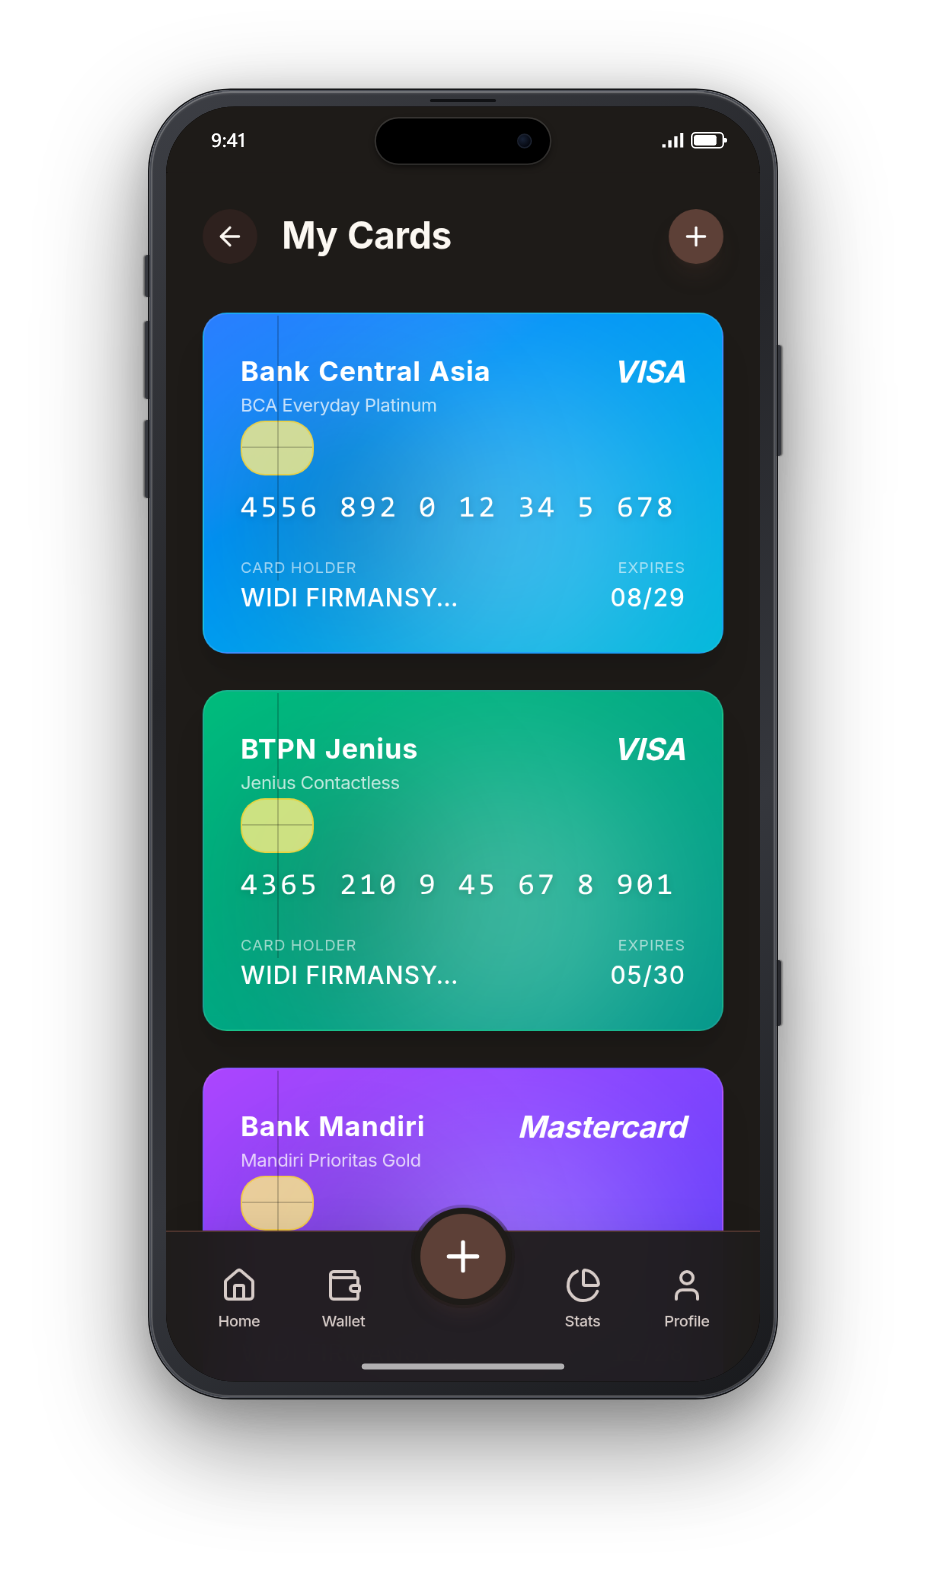 9:41
My Cards
Bank Central Asia VISA
BCA Everyday Platinum
4556 892 0 12 34 5 678
CARD HOLDER EXPIRES
WIDI FIRMANSY... 08/29
BTPN Jenius VISA
Jenius Contactless
4365 210 9 45 67 8 901
CARD HOLDER EXPIRES
WIDI FIRMANSY... 05/30
Bank Mandiri Mastercard
Mandiri Prioritas Gold
Home Wallet Stats Profile